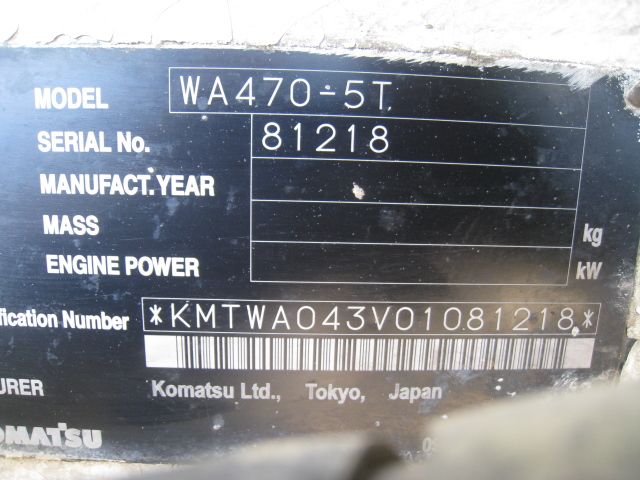 MODEL WA470-5T
SERIAL No. 81218
MANUFACT.YEAR
MASS kg
ENGINE POWER kW
fication Number *KMTWA043V01081218*
URER Komatsu Ltd., Tokyo, Japan
OMATSU